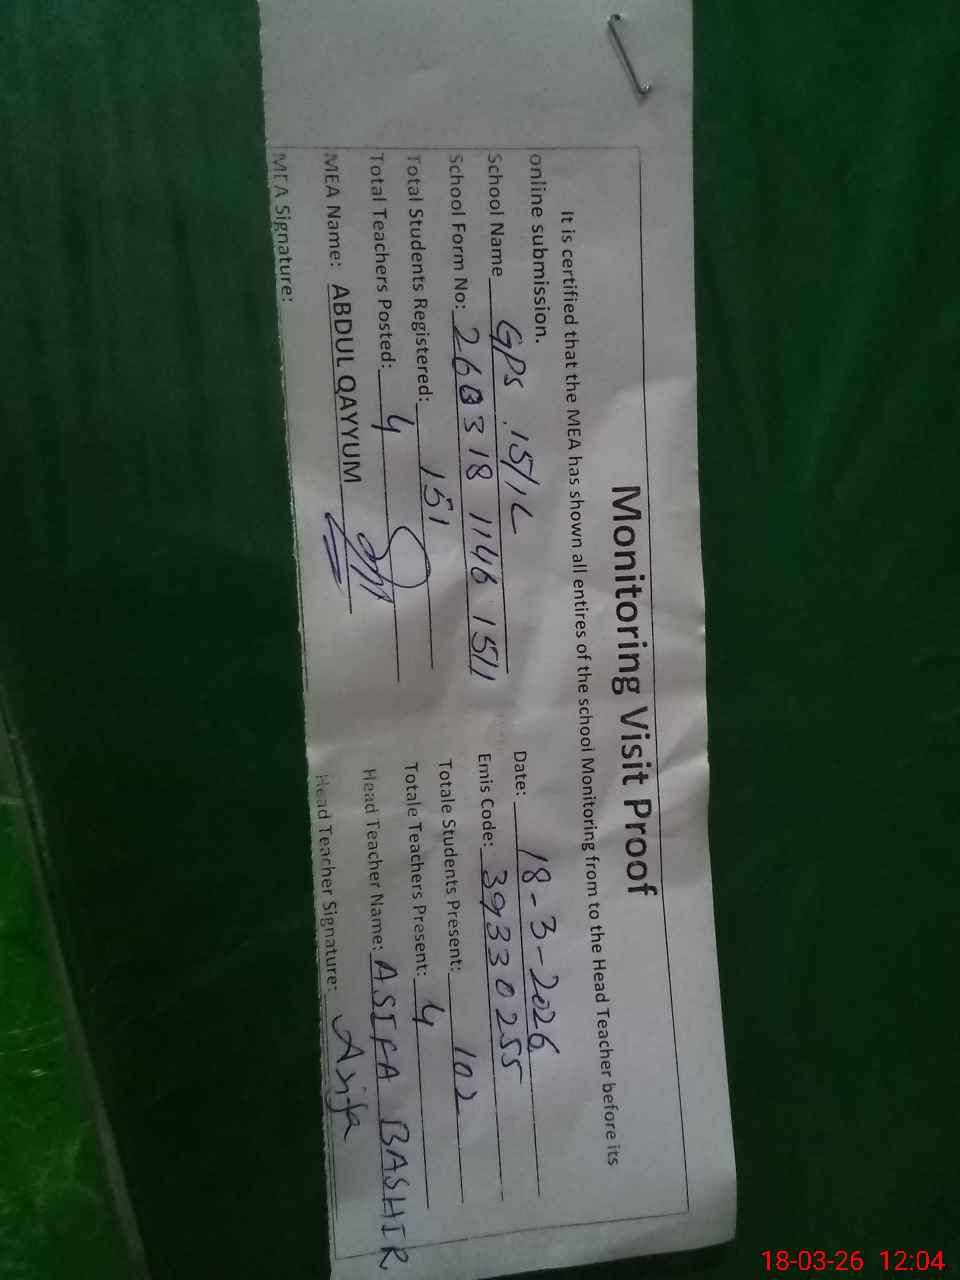 Monitoring Visit Proof
It is certified that the MEA has shown all entires of the school Monitoring from to the Head Teacher before its
online submission.
Date: 18-3-2026
School Name GPS 15/1L
Emis Code: 39330255
School Form No: 260318 1146 1511
Totale Students Present: 102
Total Students Registered: 151
Totale Teachers Present: 4
Total Teachers Posted: 4
Head Teacher Name: ASIFA BASHIR
MEA Name: ABDUL QAYYUM
Head Teacher Signature: Asifa
MEA Signature:
18-03-26 12:04